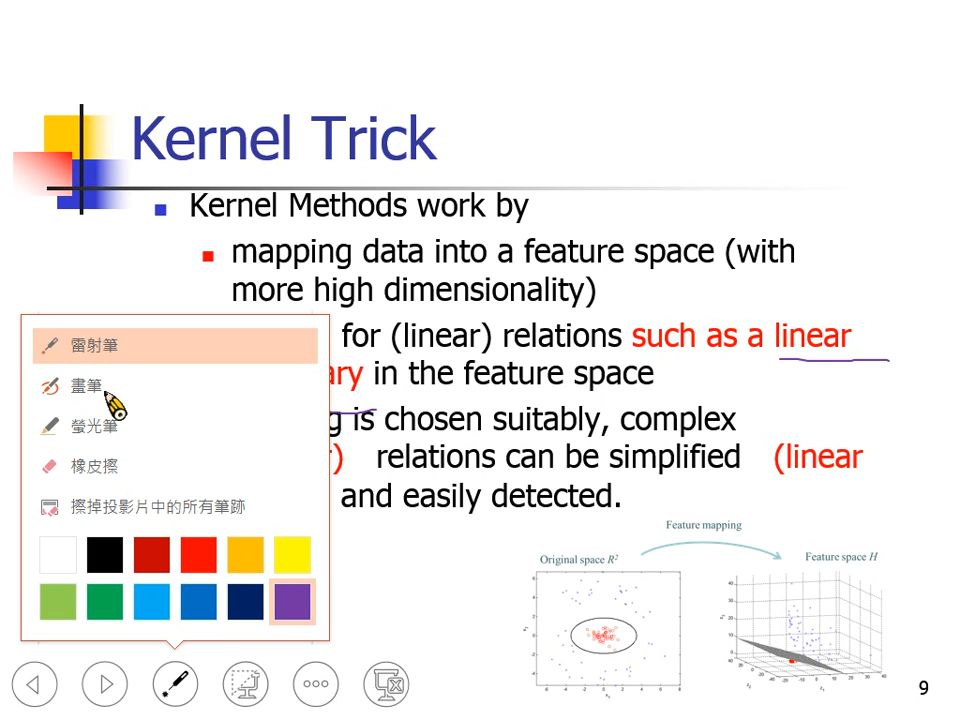 Kernel Trick
Kernel Methods work by
mapping data into a feature space (with
more high dimensionality)
for (linear) relations such as a linear
in the feature space
is chosen suitably, complex
relations can be simplified (linear
and easily detected.
雷射筆
畫筆
螢光筆
橡皮擦
擦掉投影片中的所有筆跡
Feature mapping
Original space R²
Feature space H
9